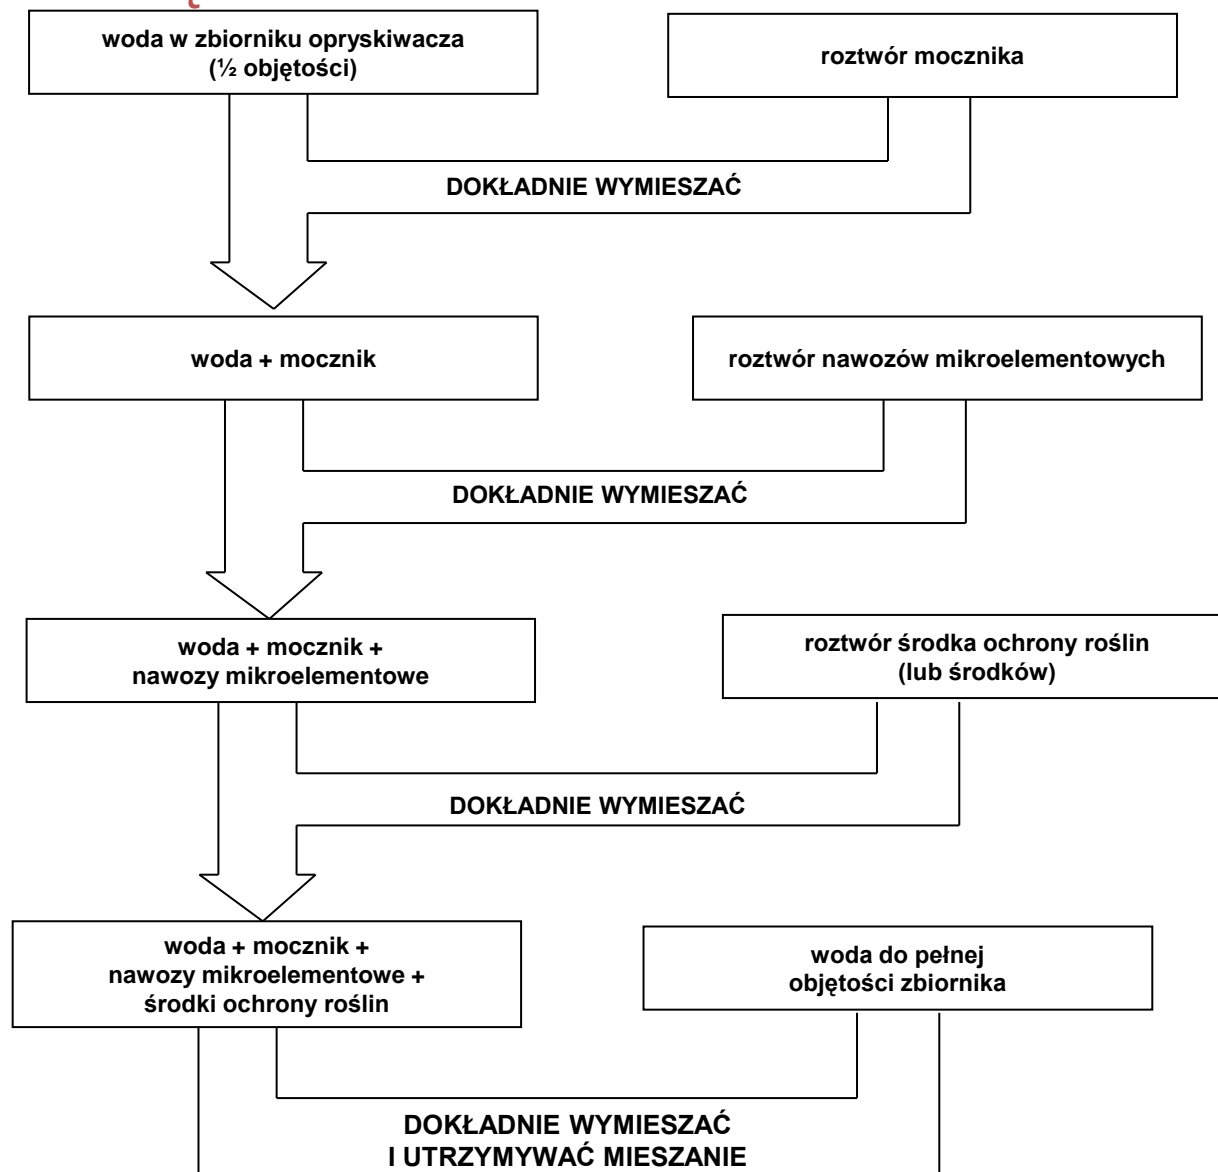 woda w zbiorniku opryskiwacza
(½ objętości)
roztwór mocznika
DOKŁADNIE WYMIESZAĆ
woda + mocznik
roztwór nawozów mikroelementowych
DOKŁADNIE WYMIESZAĆ
woda + mocznik +
nawozy mikroelementowe
roztwór środka ochrony roślin
(lub środków)
DOKŁADNIE WYMIESZAĆ
woda + mocznik +
nawozy mikroelementowe +
środki ochrony roślin
woda do pełnej
objętości zbiornika
DOKŁADNIE WYMIESZAĆ
I UTRZYMYWAĆ MIESZANIE